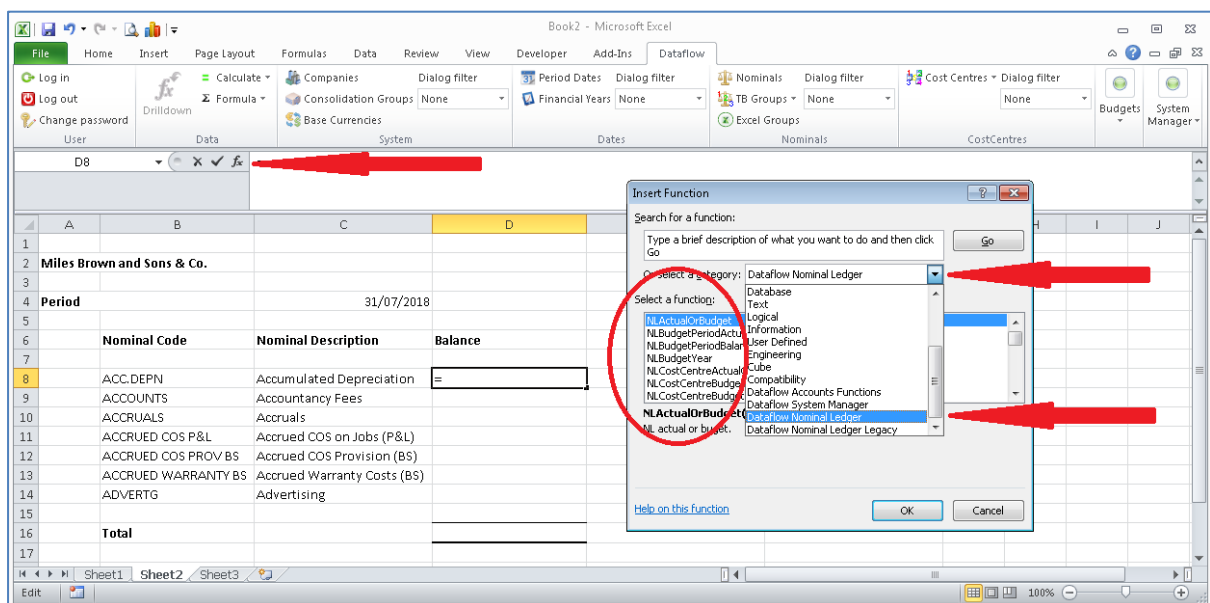 Book2 - Microsoft Excel
File Home Insert Page Layout Formulas Data Review View Developer Add-Ins Dataflow
Log in
Log out
Change password
User
Drilldown
Calculate
Σ Formula
Data
Companies Dialog filter
Consolidation Groups None
Base Currencies
System
Period Dates Dialog filter
Financial Years None
Dates
Nominals Dialog filter
TB Groups None
Excel Groups
Nominals
Cost Centres Dialog filter
None
CostCentres
Budgets
System Manager
D8 fx
A B C D H I J
1
2 Miles Brown and Sons & Co.
3
4 Period 31/07/2018
5
6 Nominal Code Nominal Description Balance
7
8 ACC.DEPN Accumulated Depreciation =
9 ACCOUNTS Accountancy Fees
10 ACCRUALS Accruals
11 ACCRUED COS P&L Accrued COS on Jobs (P&L)
12 ACCRUED COS PROV BS Accrued COS Provision (BS)
13 ACCRUED WARRANTY BS Accrued Warranty Costs (BS)
14 ADVERTG Advertising
15
16 Total
17
Insert Function
Search for a function:
Type a brief description of what you want to do and then click
Go
Go
Or select a category: Dataflow Nominal Ledger
Select a function:
NLActualOrBudget
NLBudgetPeriodActu
NLBudgetPeriodBalan
NLBudgetYear
NLCostCentreActualO
NLCostCentreBudge
NLCostCentreBudget
NLActualOrBudget(
NL actual or buget.
Database
Text
Logical
Information
User Defined
Engineering
Cube
Compatibility
Dataflow Accounts Functions
Dataflow System Manager
Dataflow Nominal Ledger
Dataflow Nominal Ledger Legacy
Help on this function
OK Cancel
Sheet1 Sheet2 Sheet3
Edit 100%